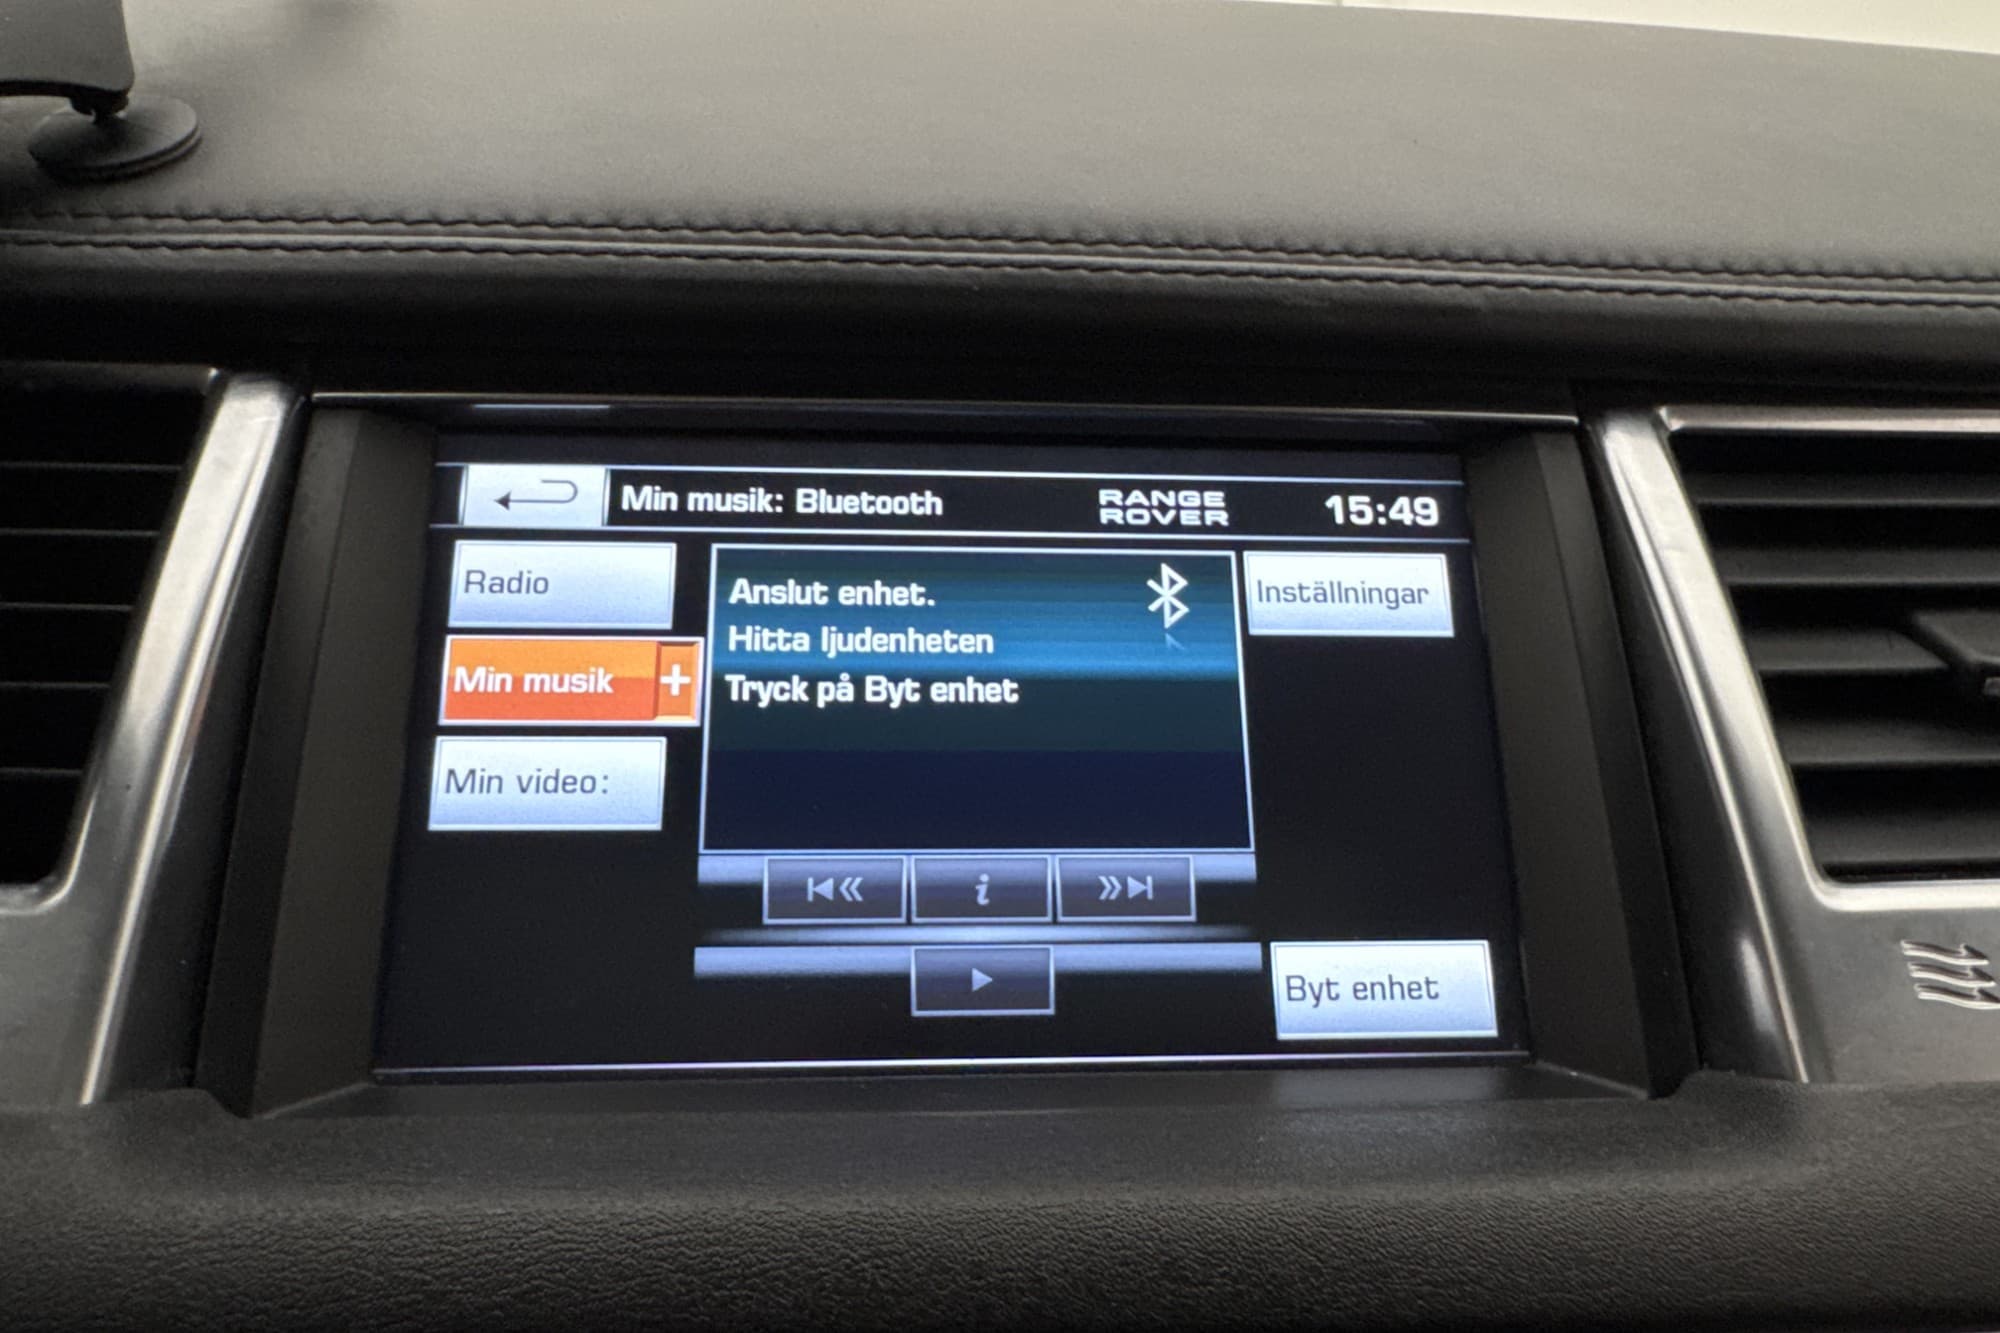 Min musik: Bluetooth
RANGE
ROVER
15:49
Radio
Min musik +
Min video:
Anslut enhet.
Hitta ljudenheten
Tryck på Byt enhet
Inställningar
i
Byt enhet